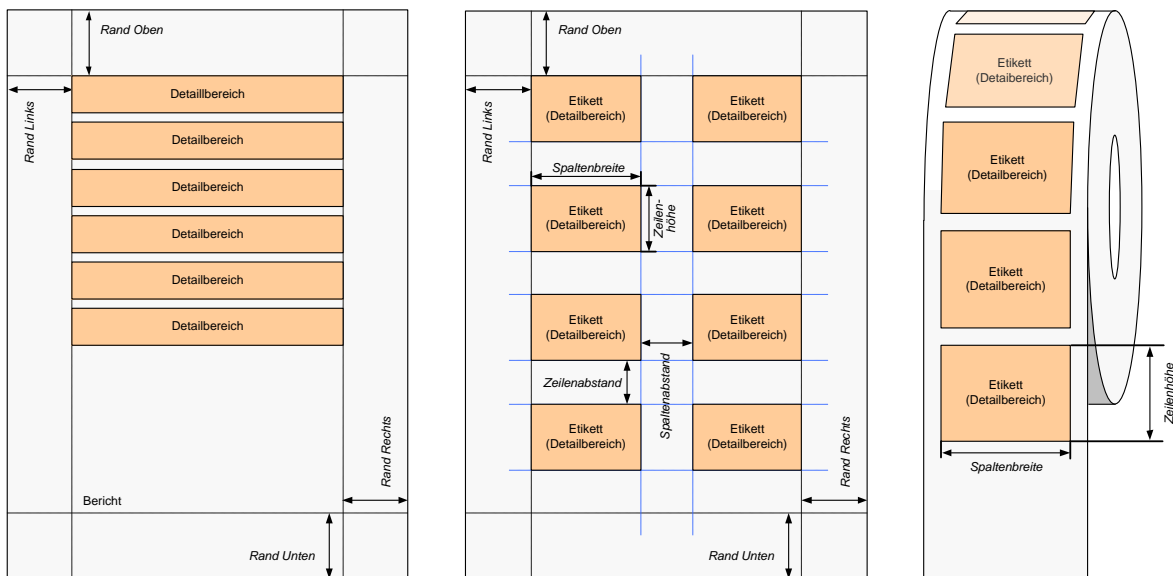 Rand Oben
Rand Links
Detaillbereich
Detailbereich
Detailbereich
Detailbereich
Detailbereich
Detailbereich
Rand Rechts
Bericht
Rand Unten
Rand Oben
Rand Links
Etikett
(Detailbereich)
Etikett
(Detailbereich)
Spaltenbreite
Etikett
(Detailbereich)
Zeilen-
höhe
Etikett
(Detailbereich)
Etikett
(Detailbereich)
Etikett
(Detailbereich)
Zeilenabstand
Spaltenabstand
Etikett
(Detailbereich)
Etikett
(Detailbereich)
Rand Rechts
Rand Unten
Etikett
(Detailbereich)
Etikett
(Detailbereich)
Etikett
(Detailbereich)
Etikett
(Detailbereich)
Zeilenhöhe
Spaltenbreite